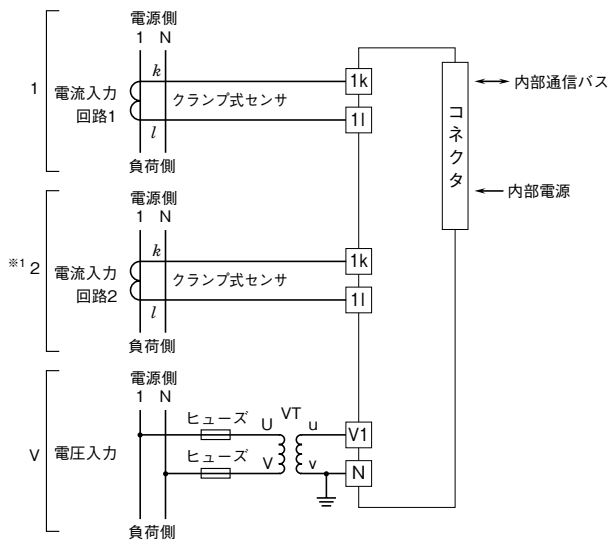 電源側
1 N
1
電流入力
回路1
k
クランプ式センサ
l
負荷側
1k
1l
コネクタ
内部通信バス
内部電源
電源側
1 N
※1 2
電流入力
回路2
k
クランプ式センサ
l
負荷側
1k
1l
電源側
1 N
V
電圧入力
ヒューズ
U VT u
V1
ヒューズ
V v
N
負荷側